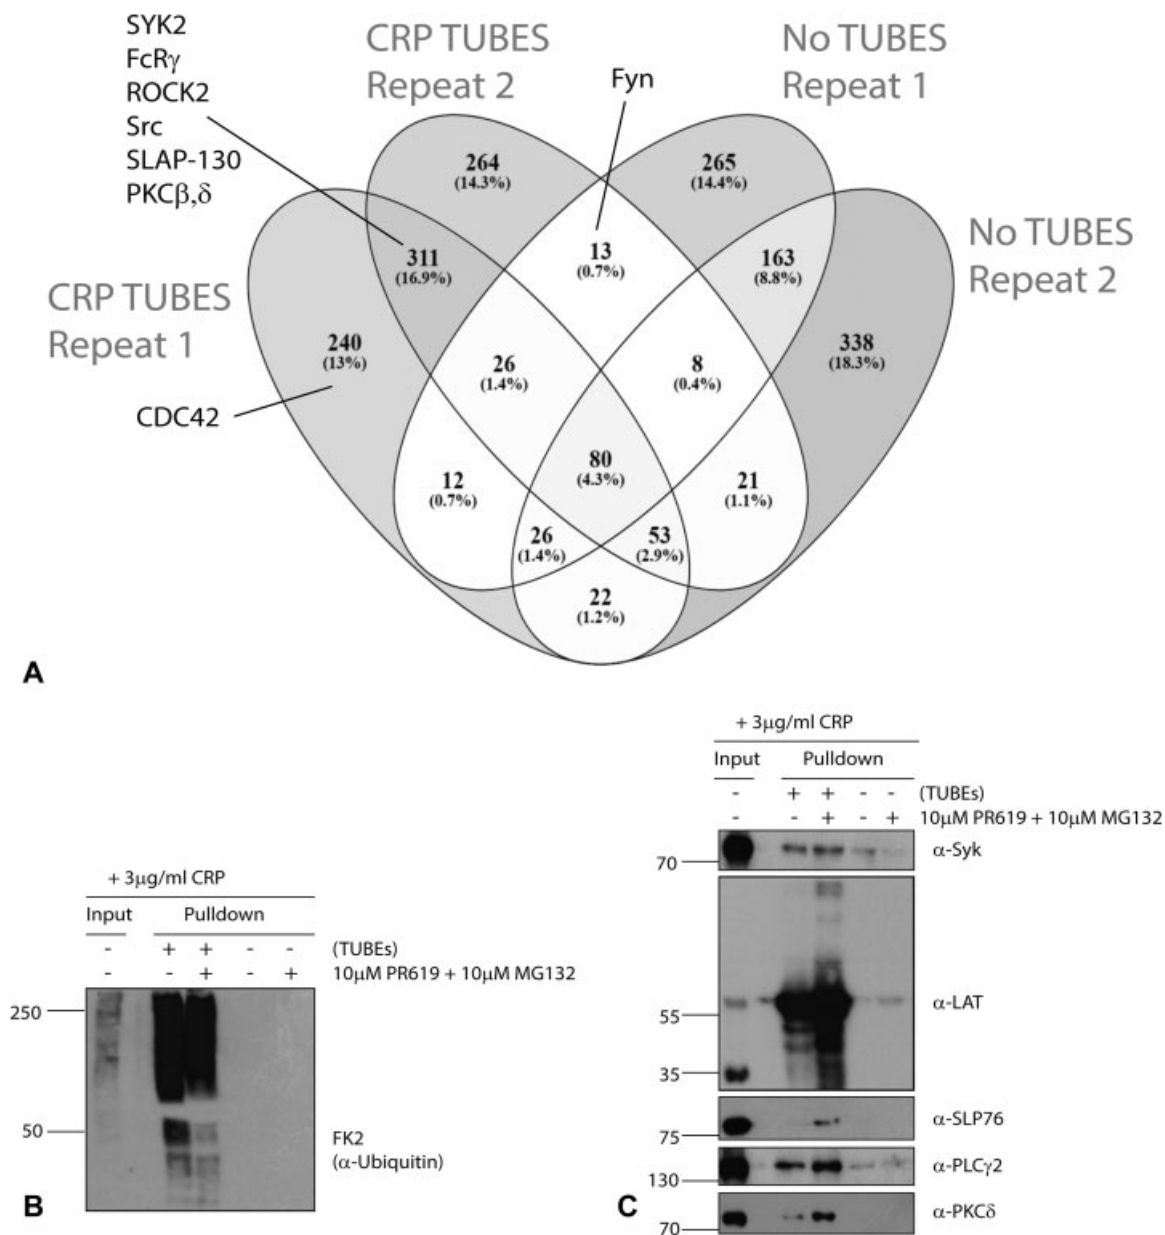 SYK2
FcRγ
ROCK2
Src
SLAP-130
PKCβ,δ
CRP TUBES
Repeat 2
Fyn
No TUBES
Repeat 1
No TUBES
Repeat 2
CRP TUBES
Repeat 1
CDC42
264
(14.3%)
265
(14.4%)
311
(16.9%)
13
(0.7%)
163
(8.8%)
240
(13%)
26
(1.4%)
8
(0.4%)
338
(18.3%)
80
(4.3%)
12
(0.7%)
21
(1.1%)
26
(1.4%)
53
(2.9%)
22
(1.2%)
A
+ 3µg/ml CRP
Input Pulldown
- + + - - (TUBEs)
- - + - + 10µM PR619 + 10µM MG132
250
50
FK2
(α-Ubiquitin)
B
+ 3µg/ml CRP
Input Pulldown
- + + - - (TUBEs)
- - + - + 10µM PR619 + 10µM MG132
70 α-Syk
55 α-LAT
35
75 α-SLP76
130 α-PLCγ2
70 α-PKCδ
C